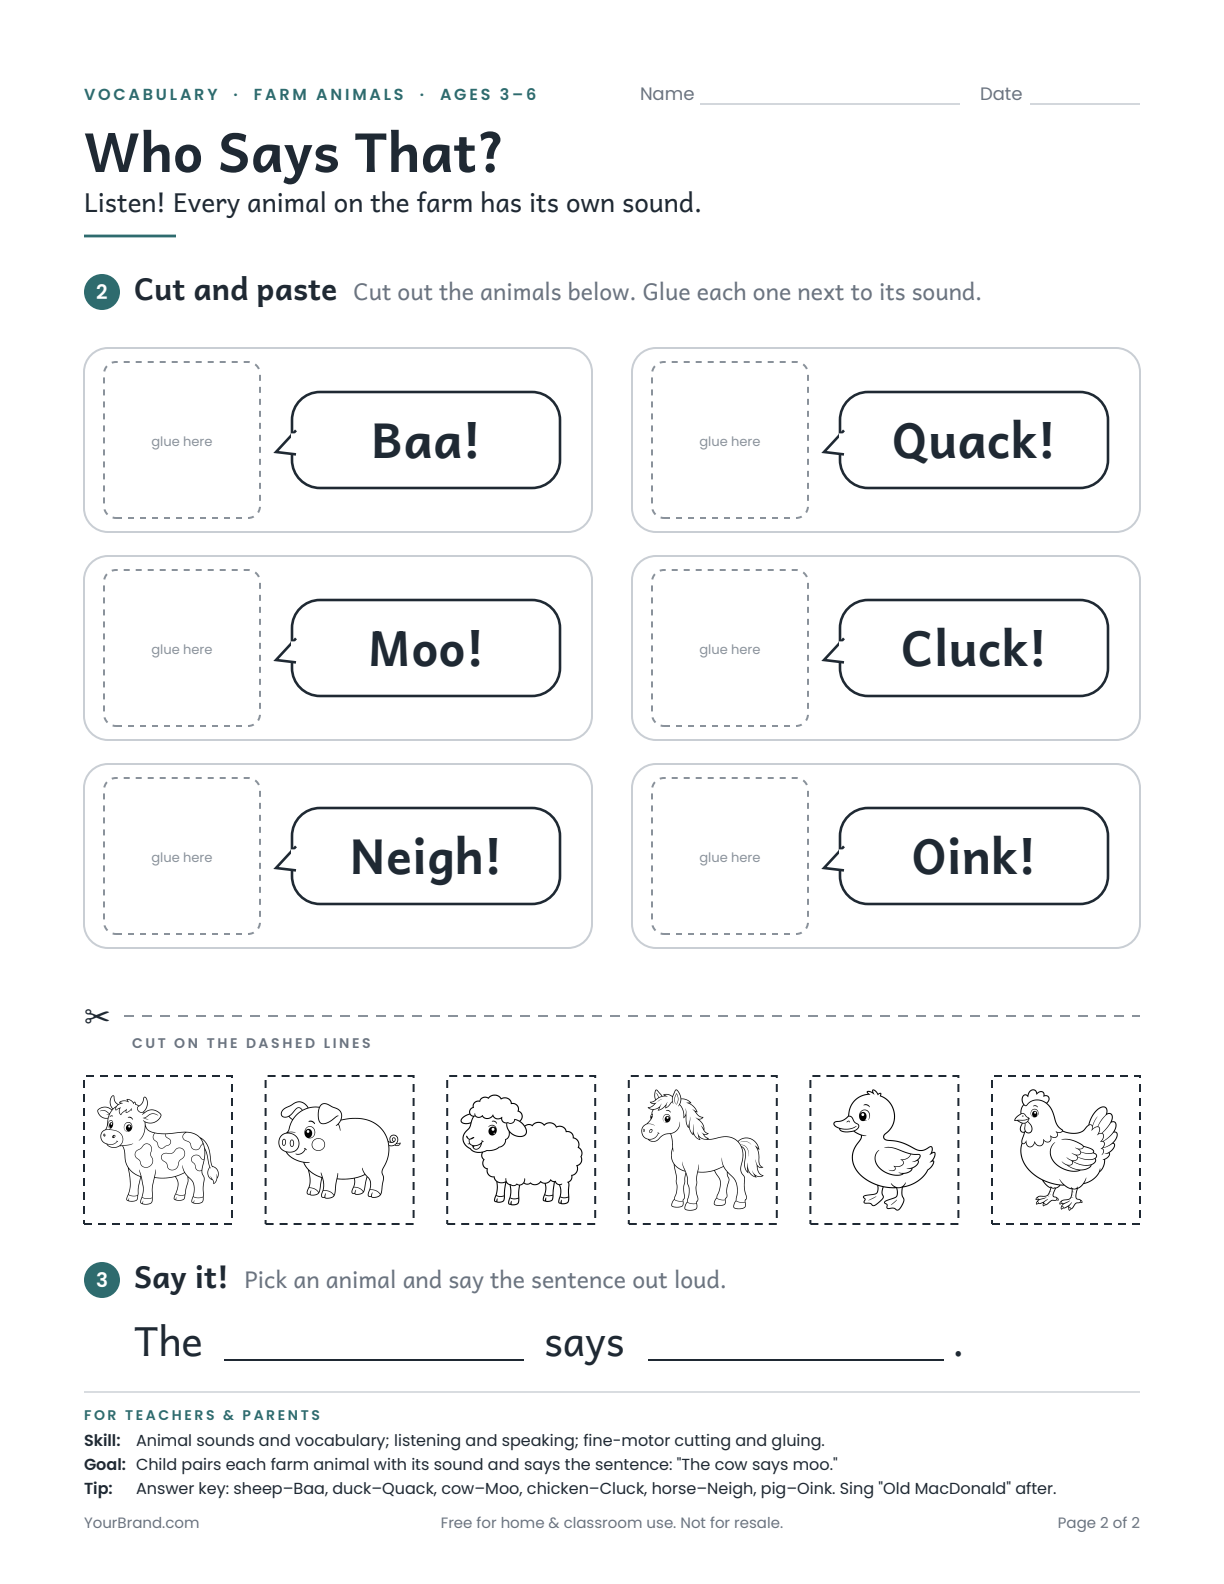 VOCABULARY · FARM ANIMALS · AGES 3–6
Name
Date
Who Says That?
Listen! Every animal on the farm has its own sound.
2 Cut and paste Cut out the animals below. Glue each one next to its sound.
glue here
Baa!
glue here
Quack!
glue here
Moo!
glue here
Cluck!
glue here
Neigh!
glue here
Oink!
CUT ON THE DASHED LINES
3 Say it! Pick an animal and say the sentence out loud.
The says .
FOR TEACHERS & PARENTS
Skill: Animal sounds and vocabulary; listening and speaking; fine-motor cutting and gluing.
Goal: Child pairs each farm animal with its sound and says the sentence: "The cow says moo."
Tip: Answer key: sheep–Baa, duck–Quack, cow–Moo, chicken–Cluck, horse–Neigh, pig–Oink. Sing "Old MacDonald" after.
YourBrand.com
Free for home & classroom use. Not for resale.
Page 2 of 2